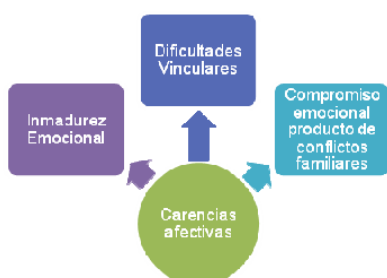 Dificultades
Vinculares
Inmadurez
Emocional
Compromiso
emocional
producto de
conflictos
familiares
Carencias
afectivas